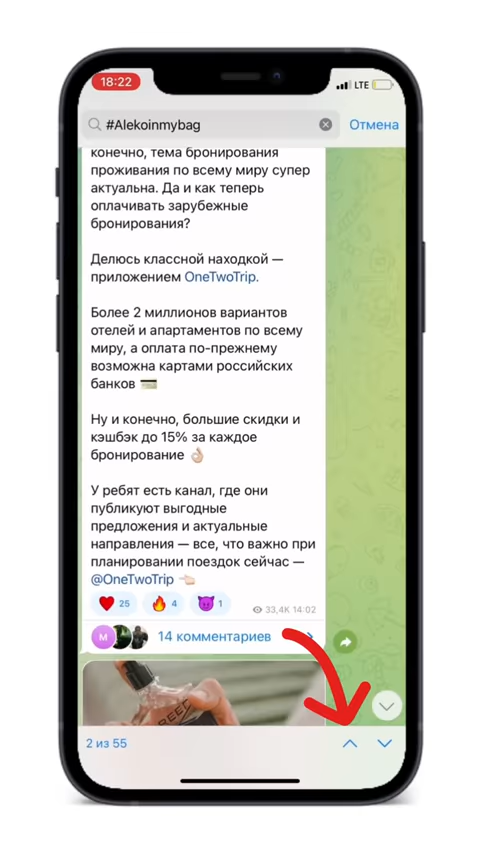 18:22
LTE
#Alekoinmybag
Отмена
конечно, тема бронирования
проживания по всему миру супер
актуальна. Да и как теперь
оплачивать зарубежные
бронирования?
Делюсь классной находкой —
приложением OneTwoTrip.
Более 2 миллионов вариантов
отелей и апартаментов по всему
миру, а оплата по-прежнему
возможна картами российских
банков 💳
Ну и конечно, большие скидки и
кэшбэк до 15% за каждое
бронирование 👌🏻
У ребят есть канал, где они
публикуют выгодные
предложения и актуальные
направления — все, что важно при
планировании поездок сейчас —
@OneTwoTrip 👈🏻
❤️ 25 🔥 4 😈 1
33,4K 14:02
M
14 комментариев
REED
2 из 55